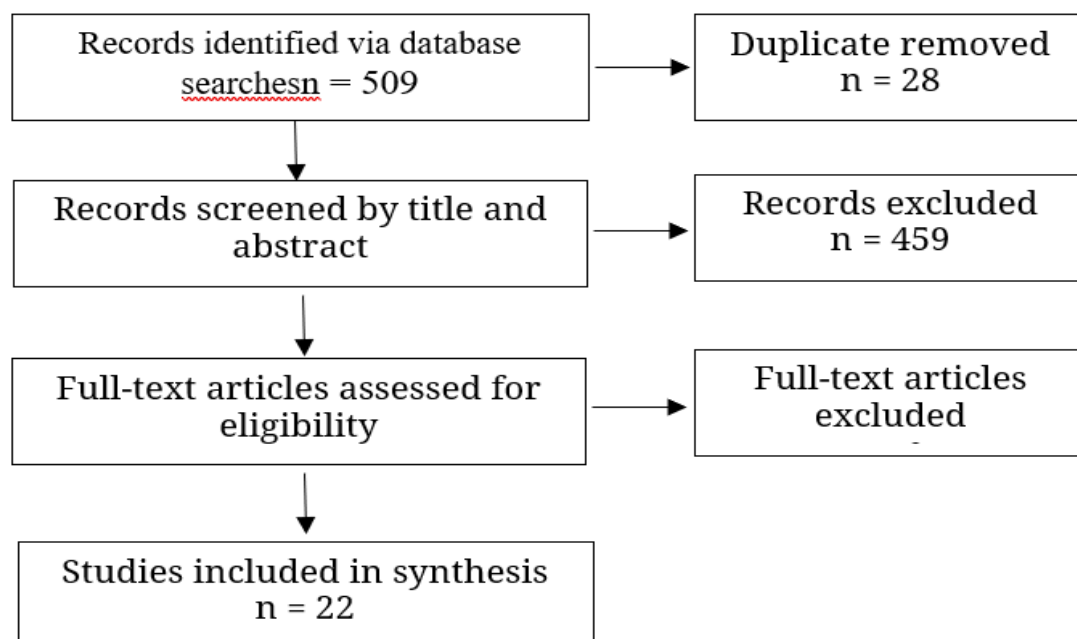 Records identified via database
searchesn = 509
Duplicate removed
n = 28
Records screened by title and
abstract
Records excluded
n = 459
Full-text articles assessed for
eligibility
Full-text articles
excluded
Studies included in synthesis
n = 22